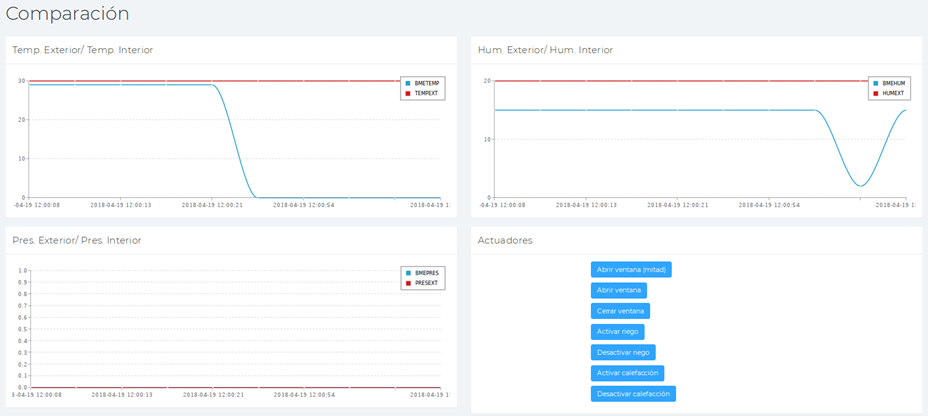 Comparación
Temp. Exterior/ Temp. Interior
30
20
10
0
BMETEMP
TEMPEXT
-04-19 12:00:08 2018-04-19 12:00:13 2018-04-19 12:00:21 2018-04-19 12:00:54 2018-04-19 1
Hum. Exterior/ Hum. Interior
20
10
0
BMEHUM
HUMEXT
-04-19 12:00:08 2018-04-19 12:00:13 2018-04-19 12:00:21 2018-04-19 12:00:54 2018-04-19 1
Pres. Exterior/ Pres. Interior
1.0
0.9
0.8
0.7
0.6
0.5
0.4
0.3
0.2
0.1
0.0
BMEPRES
PRESEXT
-04-19 12:00:08 2018-04-19 12:00:13 2018-04-19 12:00:21 2018-04-19 12:00:54 2018-04-19 1
Actuadores
Abrir ventana (mitad)
Abrir ventana
Cerrar ventana
Activar riego
Desactivar riego
Activar calefacción
Desactivar calefacción